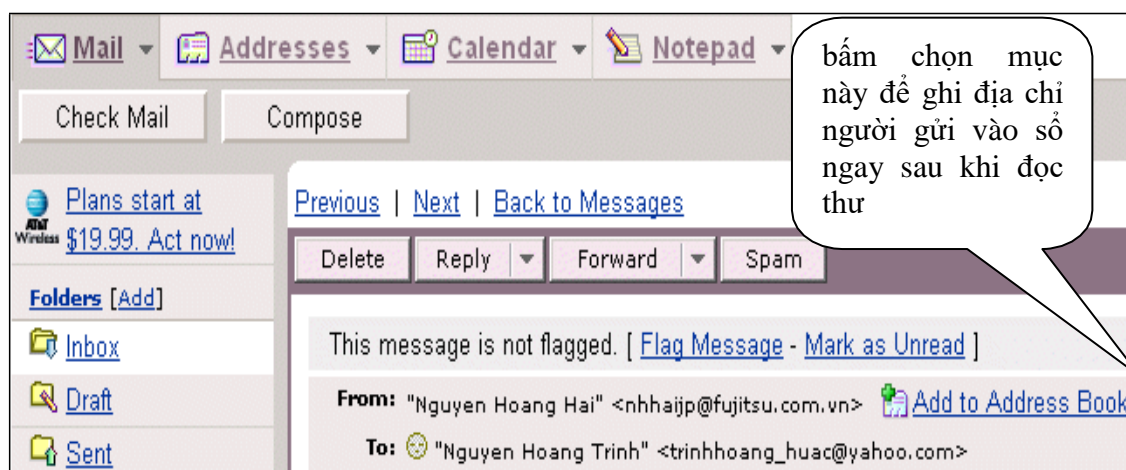 Mail Addresses Calendar Notepad
bấm chọn mục
này để ghi địa chỉ
người gửi vào sổ
ngay sau khi đọc
thư
Check Mail Compose
Plans start at
AT&T Wireless $19.99. Act now!
Previous | Next | Back to Messages
Delete Reply Forward Spam
Folders [Add]
Inbox
Draft
Sent
This message is not flagged. [ Flag Message - Mark as Unread ]
From: "Nguyen Hoang Hai" <nhhaijp@fujitsu.com.vn> Add to Address Book
To: "Nguyen Hoang Trinh" <trinhhoang_huac@yahoo.com>